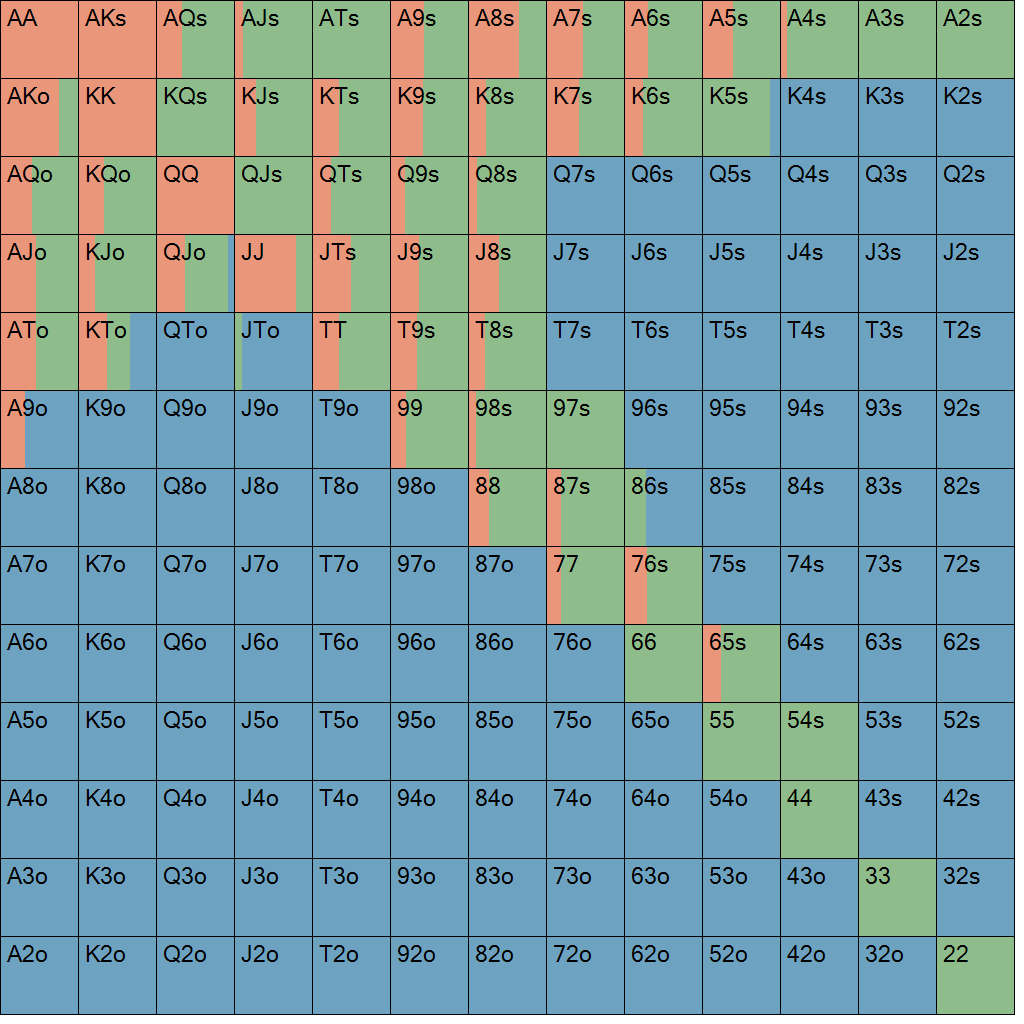 AA AKs AQs AJs ATs A9s A8s A7s A6s A5s A4s A3s A2s
AKo KK KQs KJs KTs K9s K8s K7s K6s K5s K4s K3s K2s
AQo KQo QQ QJs QTs Q9s Q8s Q7s Q6s Q5s Q4s Q3s Q2s
AJo KJo QJo JJ JTs J9s J8s J7s J6s J5s J4s J3s J2s
ATo KTo QTo JTo TT T9s T8s T7s T6s T5s T4s T3s T2s
A9o K9o Q9o J9o T9o 99 98s 97s 96s 95s 94s 93s 92s
A8o K8o Q8o J8o T8o 98o 88 87s 86s 85s 84s 83s 82s
A7o K7o Q7o J7o T7o 97o 87o 77 76s 75s 74s 73s 72s
A6o K6o Q6o J6o T6o 96o 86o 76o 66 65s 64s 63s 62s
A5o K5o Q5o J5o T5o 95o 85o 75o 65o 55 54s 53s 52s
A4o K4o Q4o J4o T4o 94o 84o 74o 64o 54o 44 43s 42s
A3o K3o Q3o J3o T3o 93o 83o 73o 63o 53o 43o 33 32s
A2o K2o Q2o J2o T2o 92o 82o 72o 62o 52o 42o 32o 22